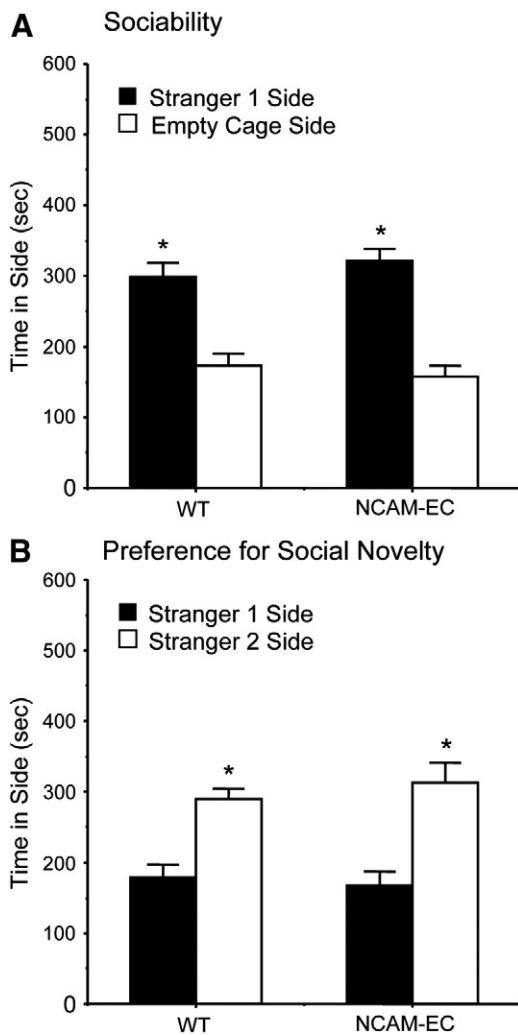 A Sociability
600
500
400
300
200
100
0
Time in Side (sec)
Stranger 1 Side
Empty Cage Side
* *
WT NCAM-EC
B Preference for Social Novelty
600
500
400
300
200
100
0
Time in Side (sec)
Stranger 1 Side
Stranger 2 Side
* *
WT NCAM-EC